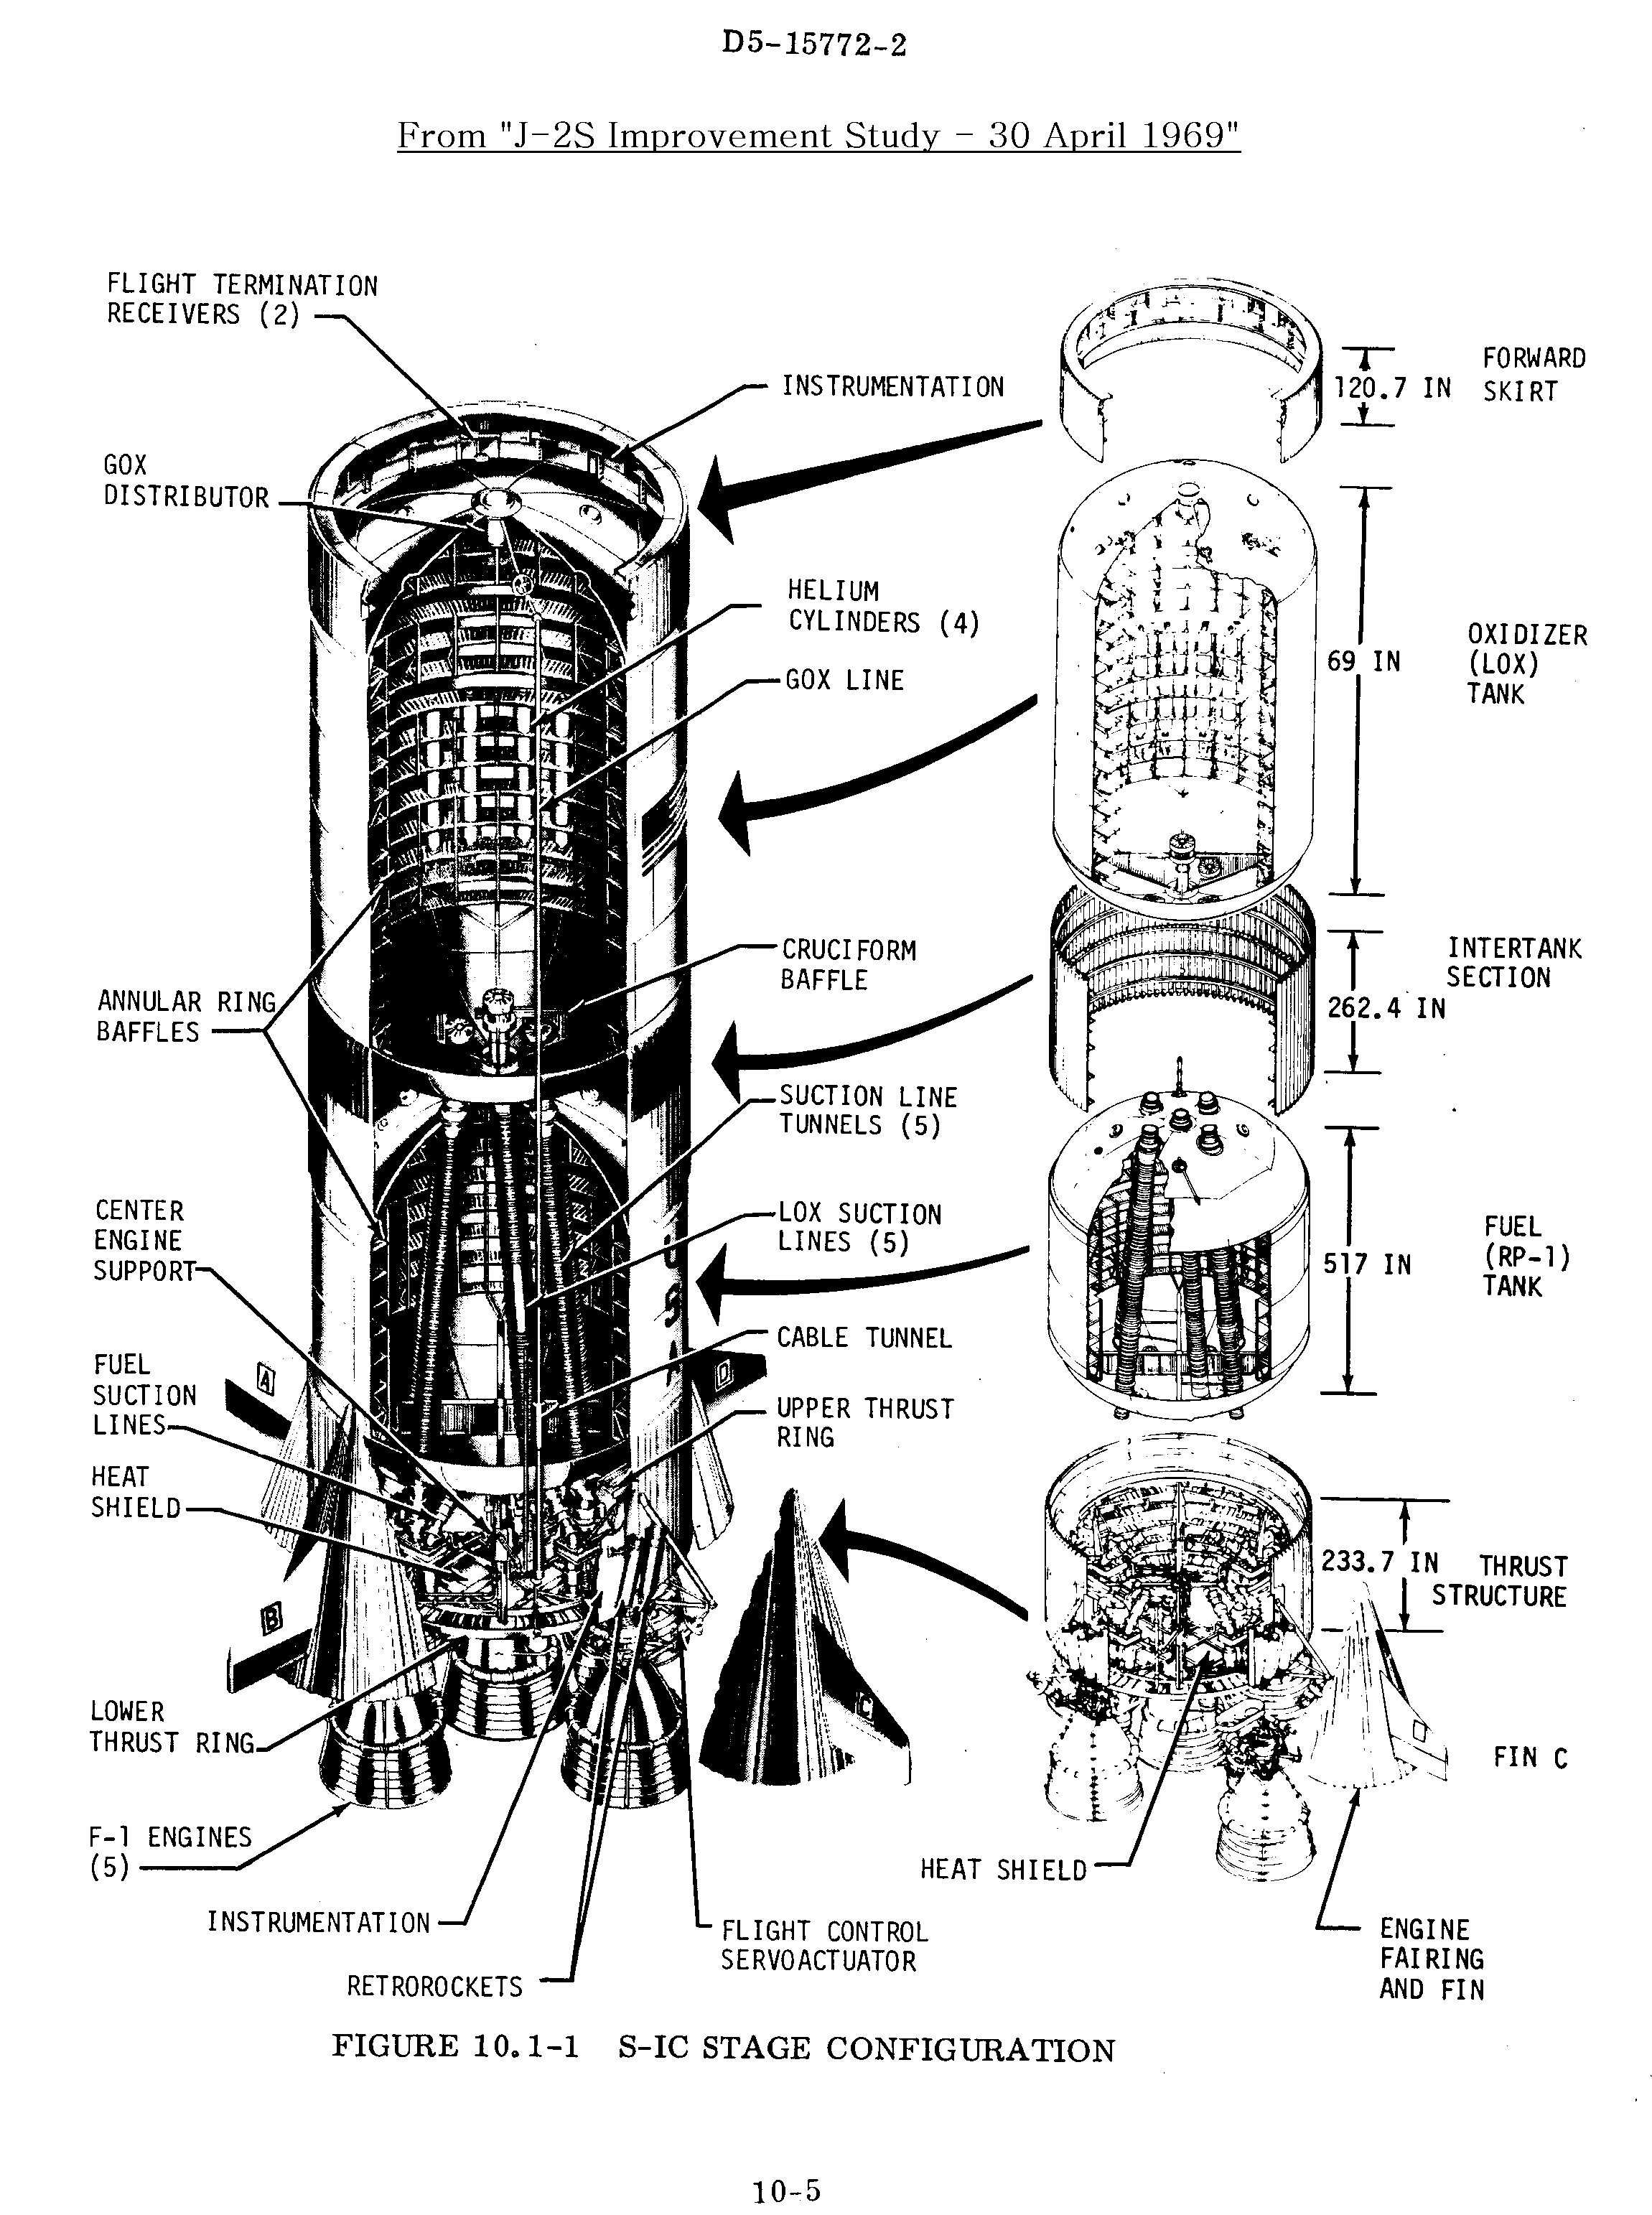 D5-15772-2
From "J-2S Improvement Study - 30 April 1969"
FLIGHT TERMINATION
RECEIVERS (2)
INSTRUMENTATION
GOX
DISTRIBUTOR
HELIUM
CYLINDERS (4)
GOX LINE
CRUCIFORM
BAFFLE
ANNULAR RING
BAFFLES
SUCTION LINE
TUNNELS (5)
CENTER
ENGINE
SUPPORT
LOX SUCTION
LINES (5)
CABLE TUNNEL
FUEL
SUCTION
LINES
UPPER THRUST
RING
HEAT
SHIELD
LOWER
THRUST RING
F-1 ENGINES
(5)
INSTRUMENTATION
RETROROCKETS
FLIGHT CONTROL
SERVOACTUATOR
A
B
C
D
U
S
A
120.7 IN
FORWARD
SKIRT
69 IN
OXIDIZER
(LOX)
TANK
262.4 IN
INTERTANK
SECTION
517 IN
FUEL
(RP-1)
TANK
233.7 IN
THRUST
STRUCTURE
FIN C
HEAT SHIELD
ENGINE
FAIRING
AND FIN
FIGURE 10.1-1 S-IC STAGE CONFIGURATION
10-5